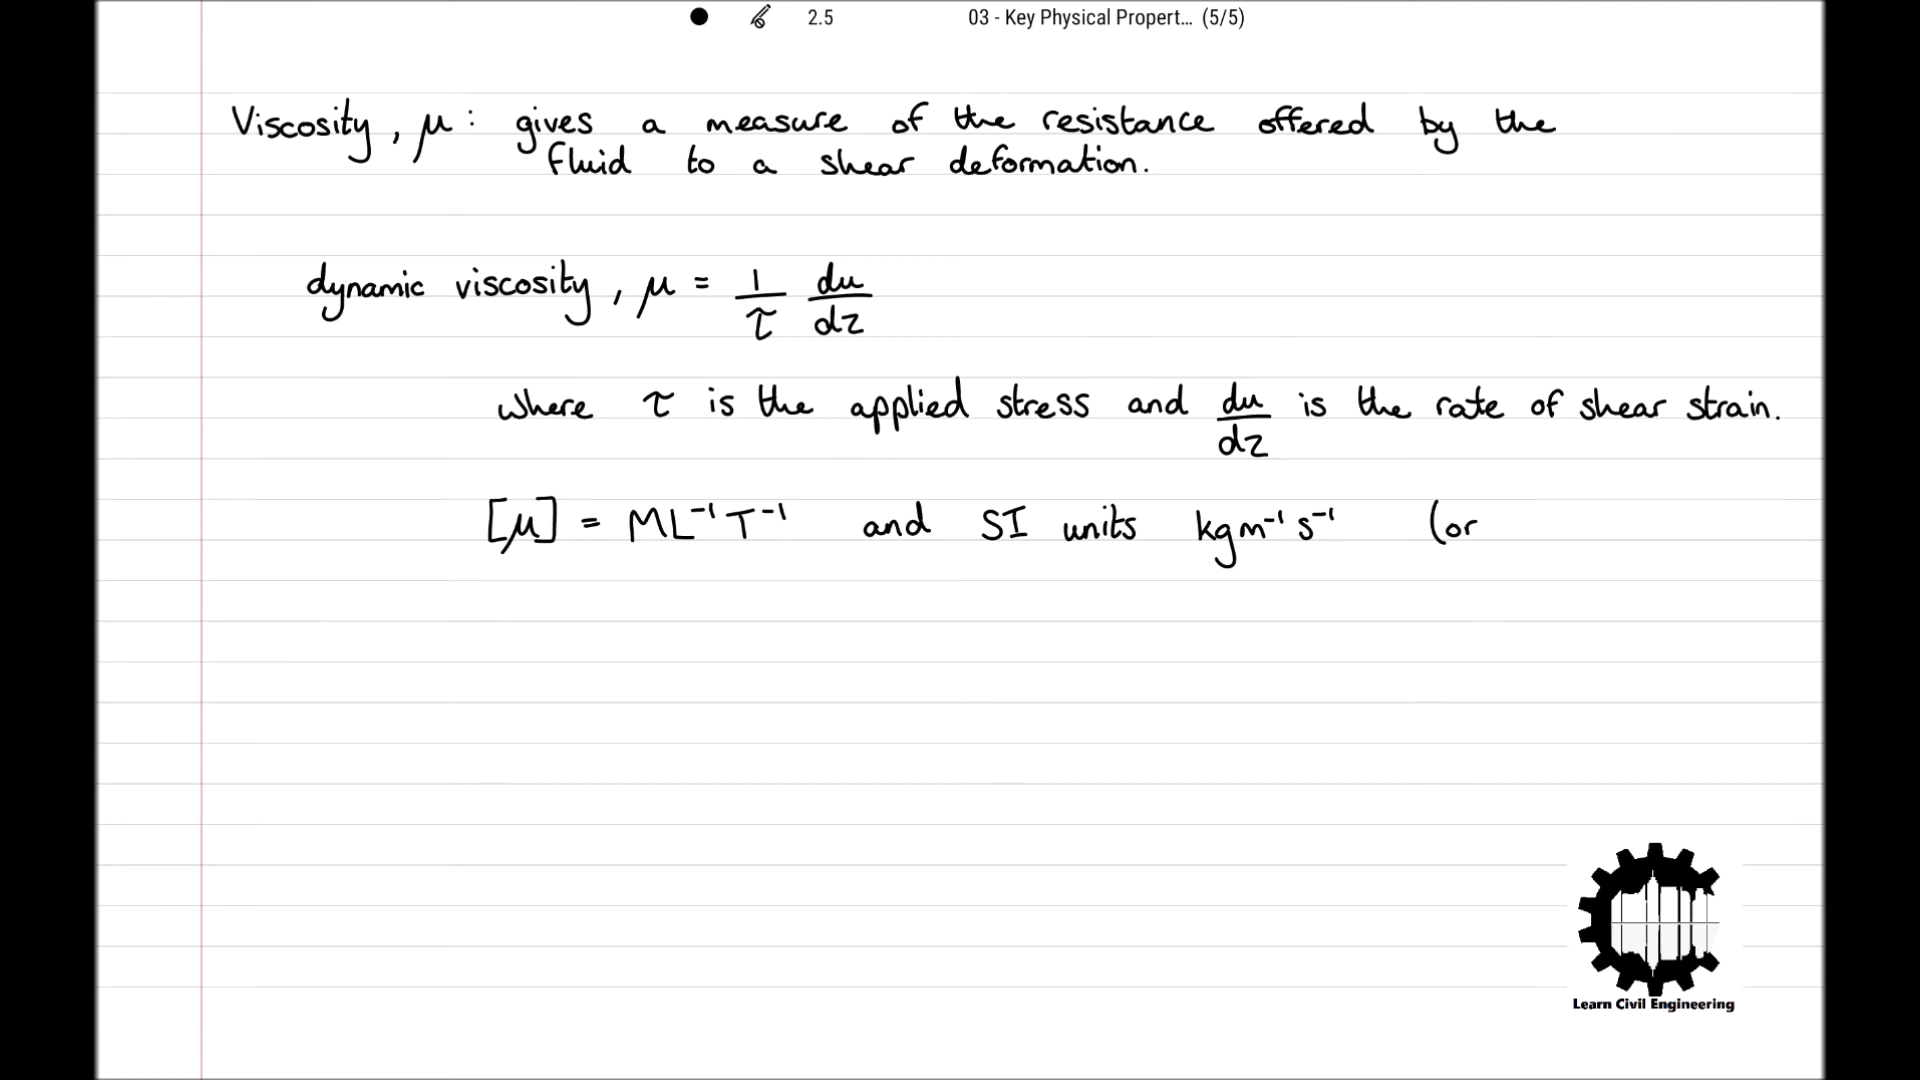 2.5 03 - Key Physical Propert... (5/5)
Viscosity, μ: gives a measure of the resistance offered by the
fluid to a shear deformation.
dynamic viscosity, μ = 1/τ du/dz
where τ is the applied stress and du/dz is the rate of shear strain.
[μ] = ML⁻¹T⁻¹ and SI units kgm⁻¹s⁻¹ (or
Learn Civil Engineering